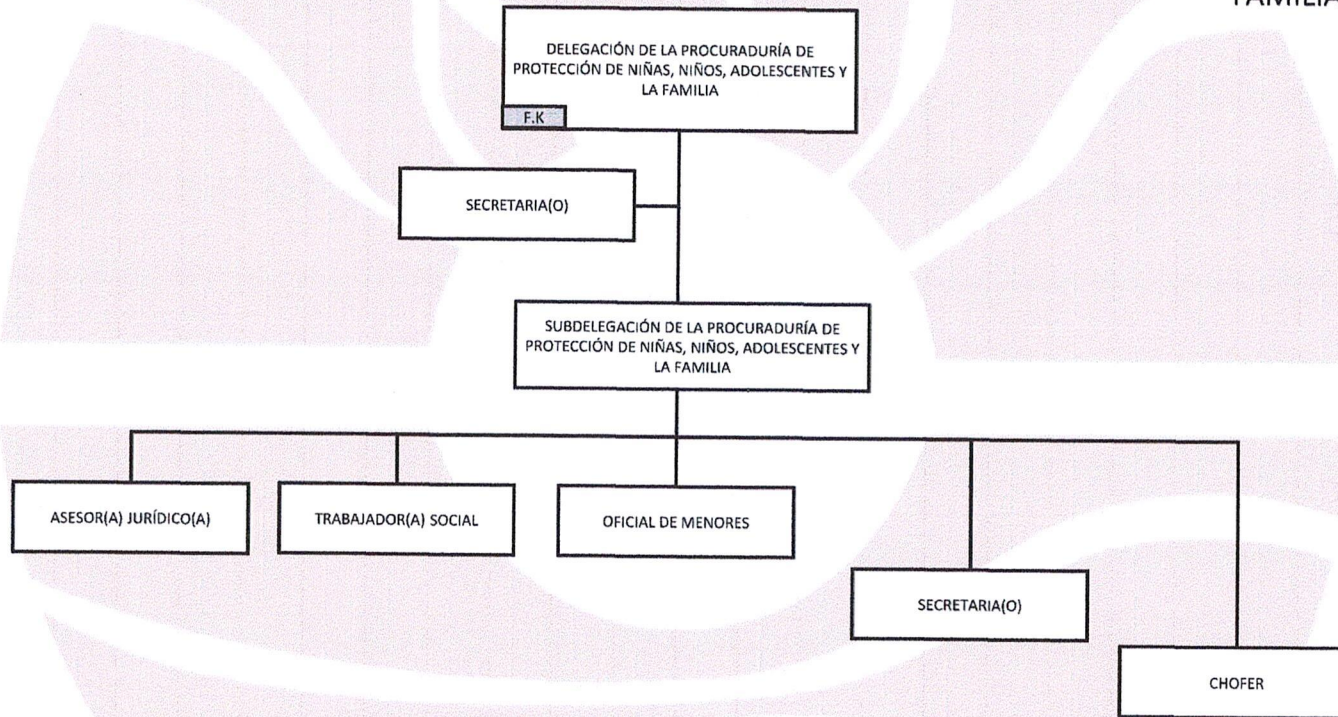 FAMILIA
DELEGACIÓN DE LA PROCURADURÍA DE
PROTECCIÓN DE NIÑAS, NIÑOS, ADOLESCENTES Y
LA FAMILIA
F.K
SECRETARIA(O)
SUBDELEGACIÓN DE LA PROCURADURÍA DE
PROTECCIÓN DE NIÑAS, NIÑOS, ADOLESCENTES Y
LA FAMILIA
ASESOR(A) JURÍDICO(A)
TRABAJADOR(A) SOCIAL
OFICIAL DE MENORES
SECRETARIA(O)
CHOFER